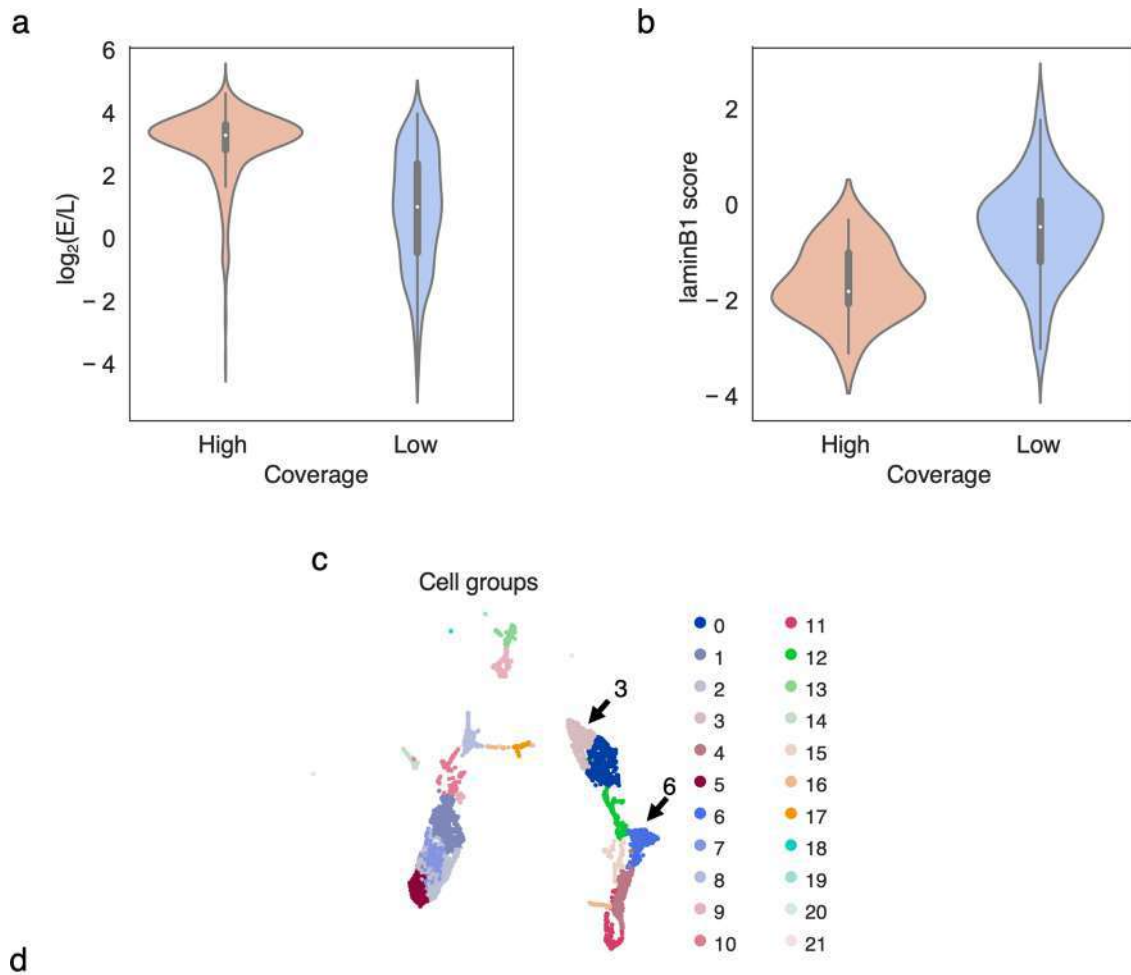 a
6
4
2
0
− 2
− 4
log₂(E/L)
High
Low
Coverage
b
2
0
− 2
− 4
laminB1 score
High
Low
Coverage
c
Cell groups
3
6
0
1
2
3
4
5
6
7
8
9
10
11
12
13
14
15
16
17
18
19
20
21
d